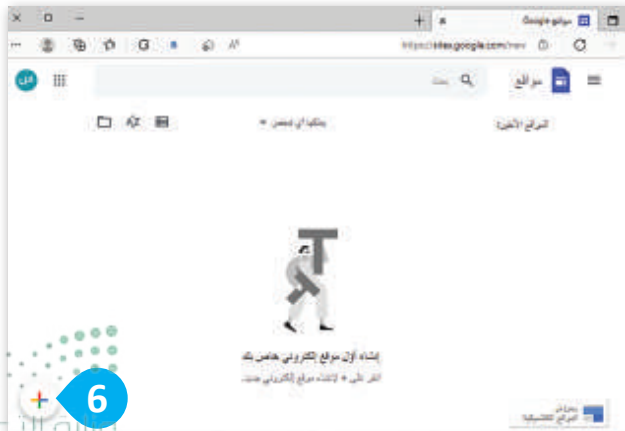 مواقع Google
https://sites.google.com/new
مواقع
بحث
المواقع الأخيرة
يملكها أي شخص
إنشاء أول موقع إلكتروني خاص بك
انقر على + لإنشاء موقع إلكتروني جديد.
معرض
6